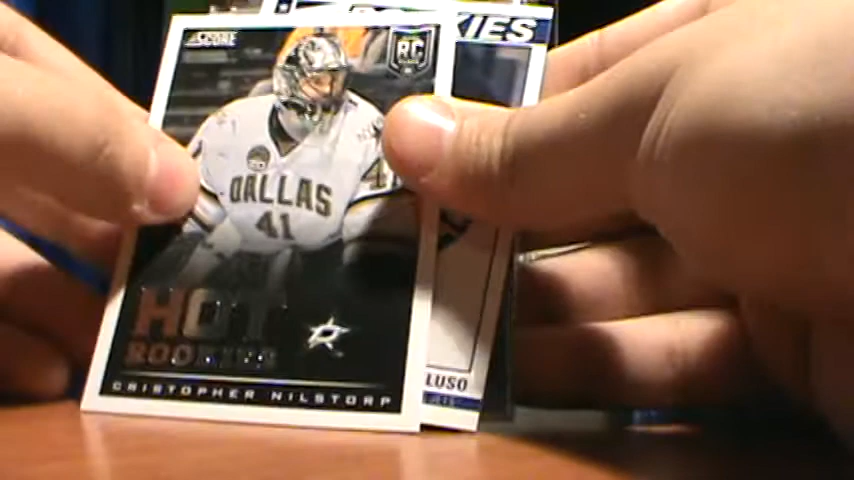 SCORE
RC
KIES
DALLAS
41
41
HOT
ROOKIES
CRISTOPHER NILSTORP
LUSO